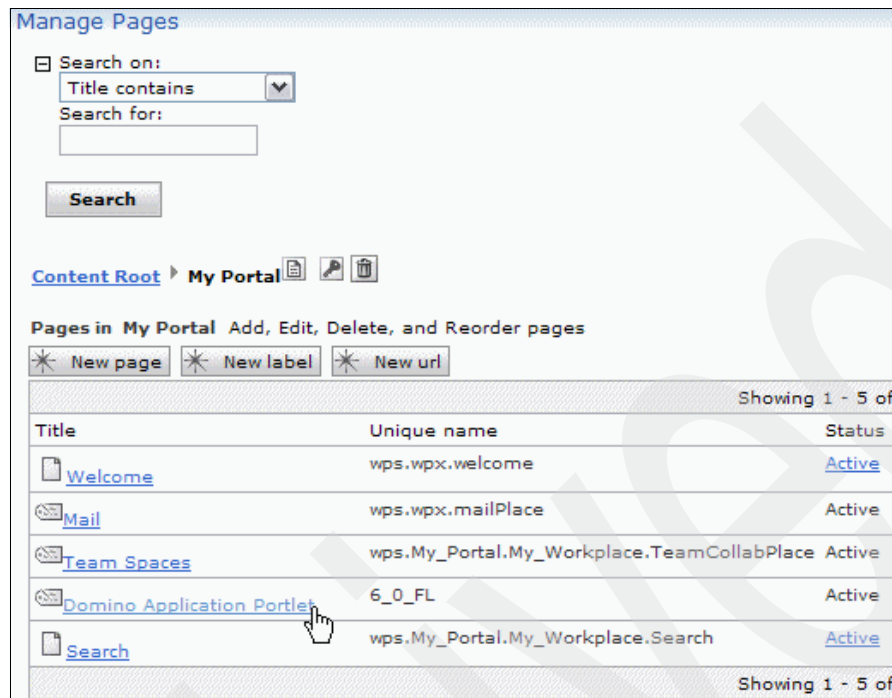 Manage Pages
Search on:
Title contains
Search for:
Search
Content Root My Portal
Pages in My Portal Add, Edit, Delete, and Reorder pages
New page New label New url
Showing 1 - 5 of
Title Unique name Status
Welcome wps.wpx.welcome Active
Mail wps.wpx.mailPlace Active
Team Spaces wps.My_Portal.My_Workplace.TeamCollabPlace Active
Domino Application Portlet 6_0_FL Active
Search wps.My_Portal.My_Workplace.Search Active
Showing 1 - 5 of